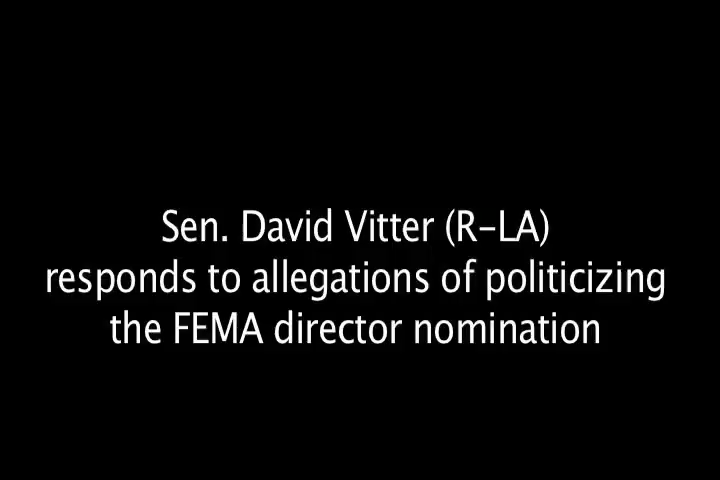 Sen. David Vitter (R-LA)
responds to allegations of politicizing
the FEMA director nomination